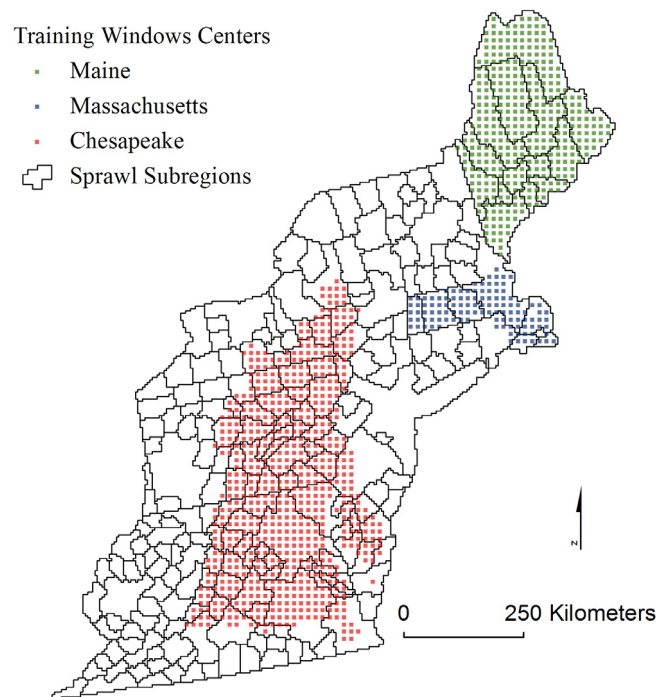 Training Windows Centers
Maine
Massachusetts
Chesapeake
Sprawl Subregions
z
0 250 Kilometers